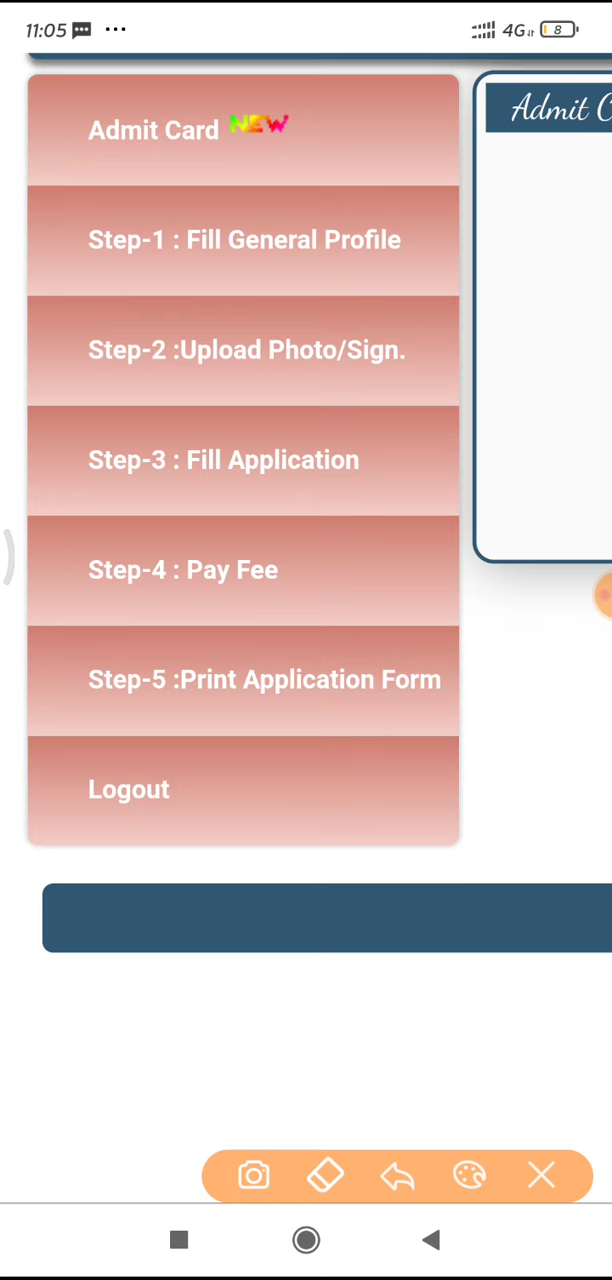 11:05
4G
8
Admit Card NEW
Admit
Step-1 : Fill General Profile
Step-2 :Upload Photo/Sign.
Step-3 : Fill Application
Step-4 : Pay Fee
Step-5 :Print Application Form
Logout